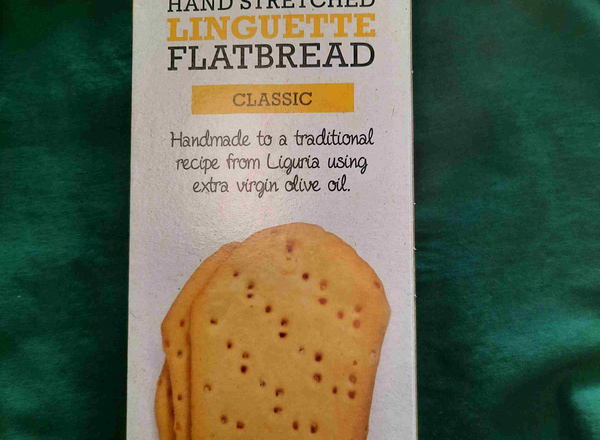 HAND STRETCHED
LINGUETTE
FLATBREAD
CLASSIC
Handmade to a traditional
recipe from Liguria using
extra virgin olive oil.